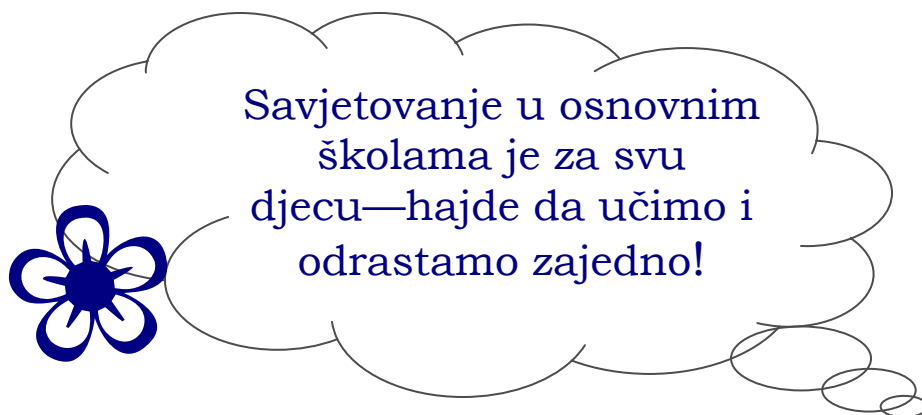 Savjetovanje u osnovnim
školama je za svu
djecu—hajde da učimo i
odrastamo zajedno!